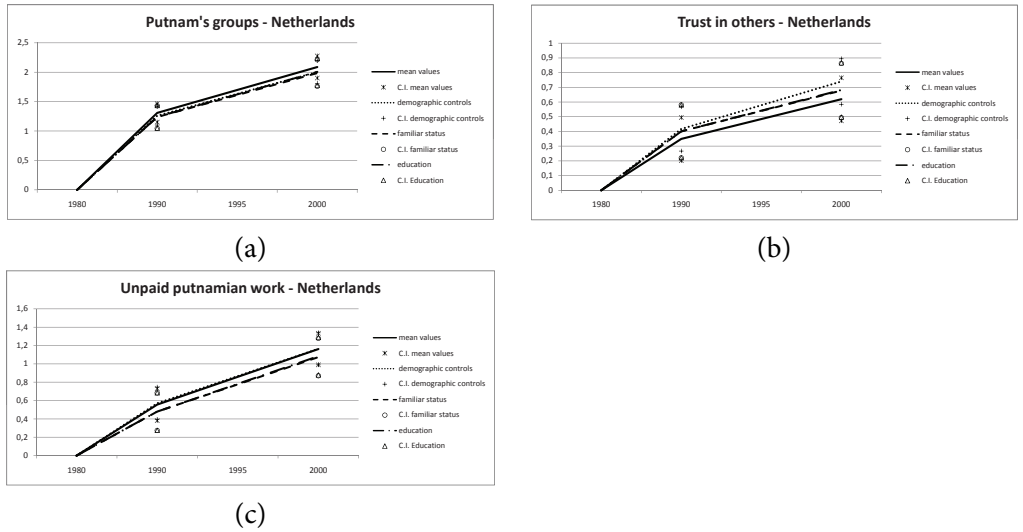 Putnam's groups - Netherlands
2,5
2
1,5
1
0,5
0
1980 1990 1995 2000
mean values
C.I. mean values
demographic controls
C.I. demographic controls
familiar status
C.I. familiar status
education
C.I. Education
(a)
Trust in others - Netherlands
1
0,9
0,8
0,7
0,6
0,5
0,4
0,3
0,2
0,1
0
1980 1990 1995 2000
mean values
C.I. mean values
demographic controls
C.I. demographic controls
familiar status
C.I. familiar status
education
C.I. Education
(b)
Unpaid putnamian work - Netherlands
1,6
1,4
1,2
1
0,8
0,6
0,4
0,2
0
1980 1990 1995 2000
mean values
C.I. mean values
demographic controls
C.I. demographic controls
familiar status
C.I. familiar status
education
C.I. Education
(c)